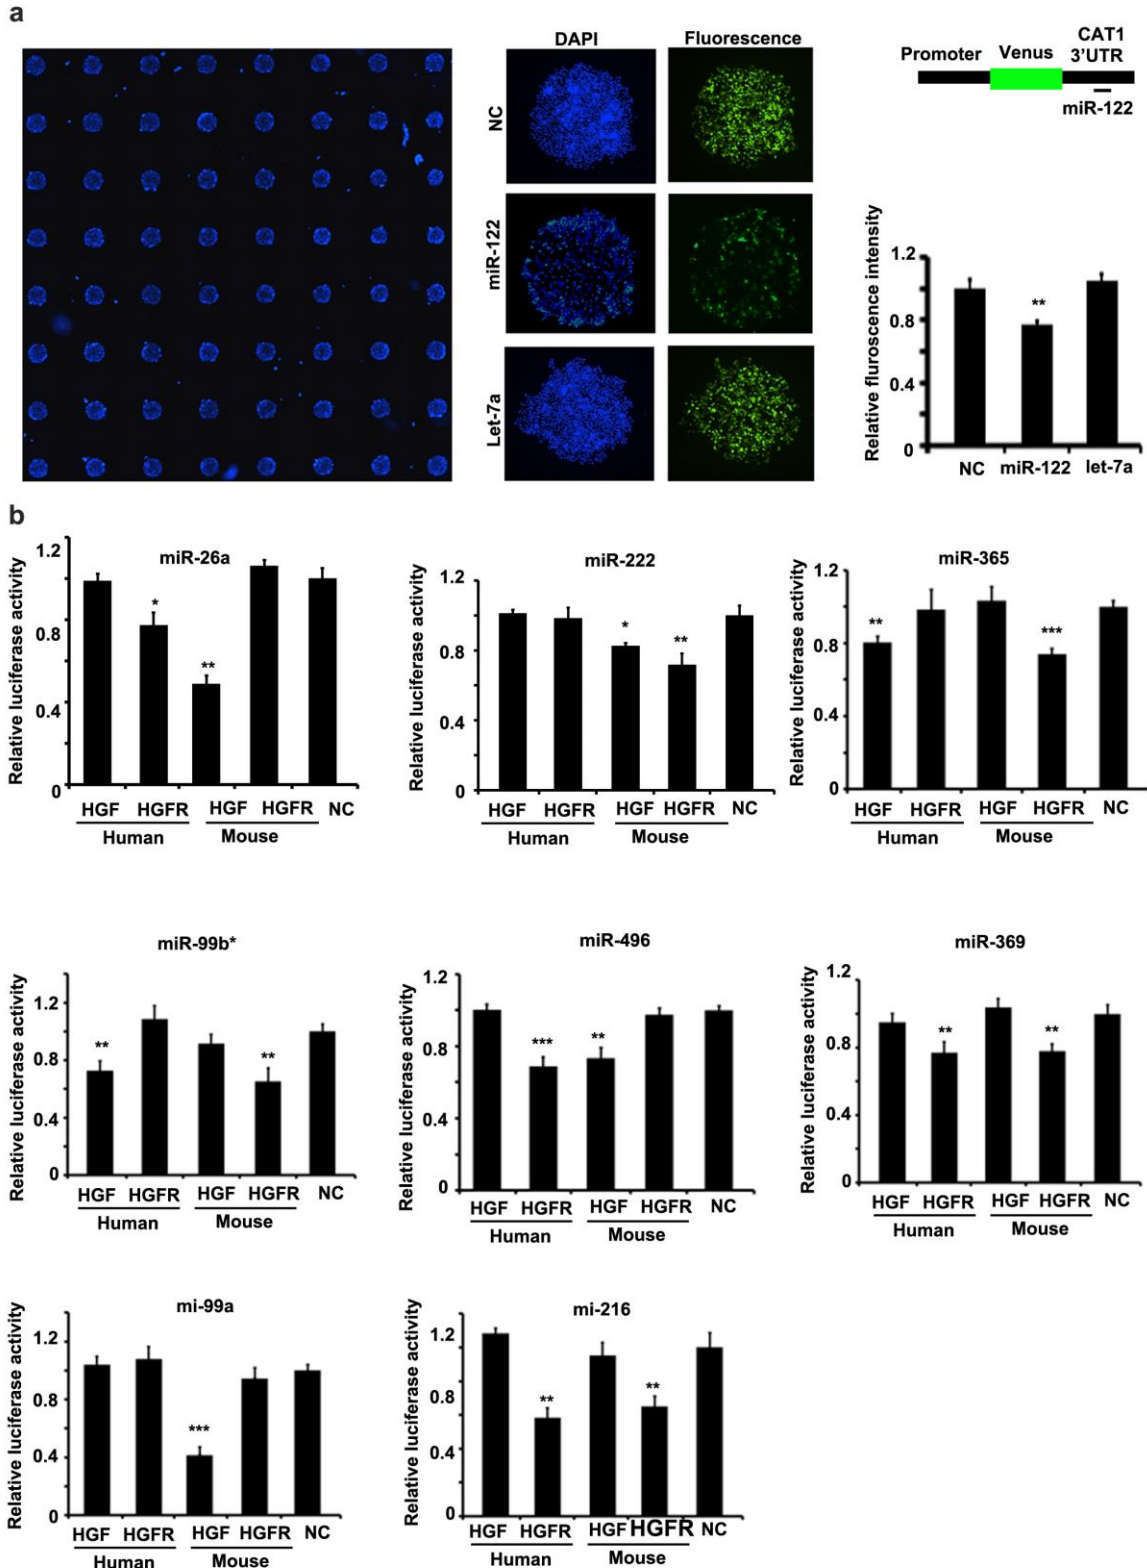 a
DAPI
Fluorescence
NC
miR-122
Let-7a
CAT1
Promoter Venus 3'UTR
miR-122
Relative fluroscence intensity
1.2
0.8
0.4
0
**
NC miR-122 let-7a
b
miR-26a
Relative luciferase activity
1.2
0.8
0.4
0
*
**
HGF HGFR HGF HGFR NC
Human Mouse
miR-222
Relative luciferase activity
1.2
0.8
0.4
0
*
**
HGF HGFR HGF HGFR NC
Human Mouse
miR-365
Relative luciferase activity
1.2
0.8
0.4
0
**
***
HGF HGFR HGF HGFR NC
Human Mouse
miR-99b*
Relative luciferase activity
1.2
0.8
0.4
0
**
**
HGF HGFR HGF HGFR NC
Human Mouse
miR-496
Relative luciferase activity
1.2
0.8
0.4
0
***
**
HGF HGFR HGF HGFR NC
Human Mouse
miR-369
Relative luciferase activity
1.2
0.8
0.4
0
**
**
HGF HGFR HGF HGFR NC
Human Mouse
mi-99a
Relative luciferase activity
1.2
0.8
0.4
0
***
HGF HGFR HGF HGFR NC
Human Mouse
mi-216
Relative luciferase activity
1.2
0.8
0.4
0
**
**
HGF HGFR HGF HGFR NC
Human Mouse